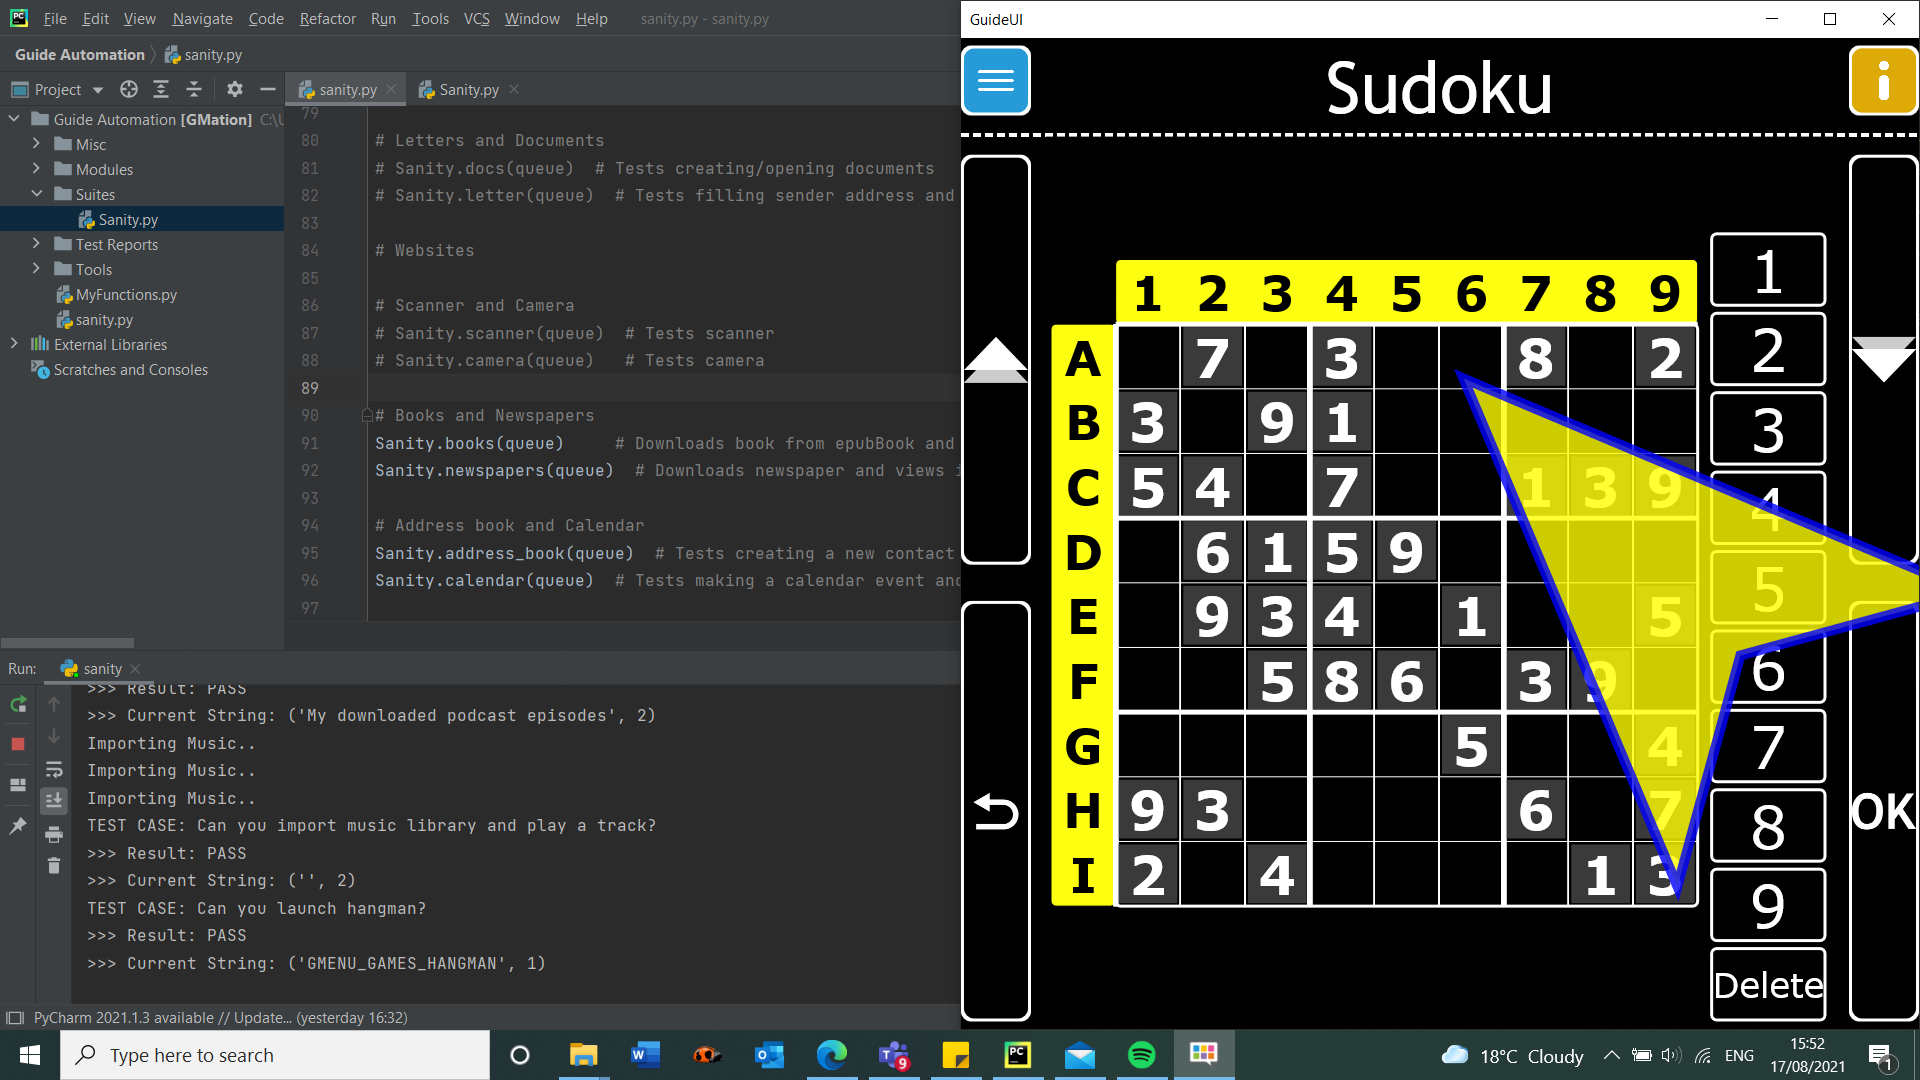 File Edit View Navigate Code Refactor Run Tools VCS Window Help sanity.py - sanity.py
Guide Automation sanity.py
Project
sanity.py Sanity.py
Guide Automation [GMation] C:\
Misc
Modules
Suites
Sanity.py
Test Reports
Tools
MyFunctions.py
sanity.py
External Libraries
Scratches and Consoles
79
80 # Letters and Documents
81 # Sanity.docs(queue) # Tests creating/opening documents
82 # Sanity.letter(queue) # Tests filling sender address and
83
84 # Websites
85
86 # Scanner and Camera
87 # Sanity.scanner(queue) # Tests scanner
88 # Sanity.camera(queue) # Tests camera
89
90 # Books and Newspapers
91 Sanity.books(queue) # Downloads book from epubBook and
92 Sanity.newspapers(queue) # Downloads newspaper and views
93
94 # Address book and Calendar
95 Sanity.address_book(queue) # Tests creating a new contact
96 Sanity.calendar(queue) # Tests making a calendar event and
97
Run: sanity
>>> Result: PASS
>>> Current String: ('My downloaded podcast episodes', 2)
Importing Music..
Importing Music..
Importing Music..
TEST CASE: Can you import music library and play a track?
>>> Result: PASS
>>> Current String: ('', 2)
TEST CASE: Can you launch hangman?
>>> Result: PASS
>>> Current String: ('GMENU_GAMES_HANGMAN', 1)
PyCharm 2021.1.3 available // Update... (yesterday 16:32)
GuideUI
Sudoku
i
1 2 3 4 5 6 7 8 9
A 7 3 8 2
B 3 9 1
C 5 4 7 1 3 9
D 6 1 5 9
E 9 3 4 1 5
F 5 8 6 3 9
G 5 4
H 9 3 6 7
I 2 4 1 3
1
2
3
4
5
6
7
8
9
Delete
OK
Type here to search
W
PC
9
18°C Cloudy
ENG
15:52
17/08/2021
1